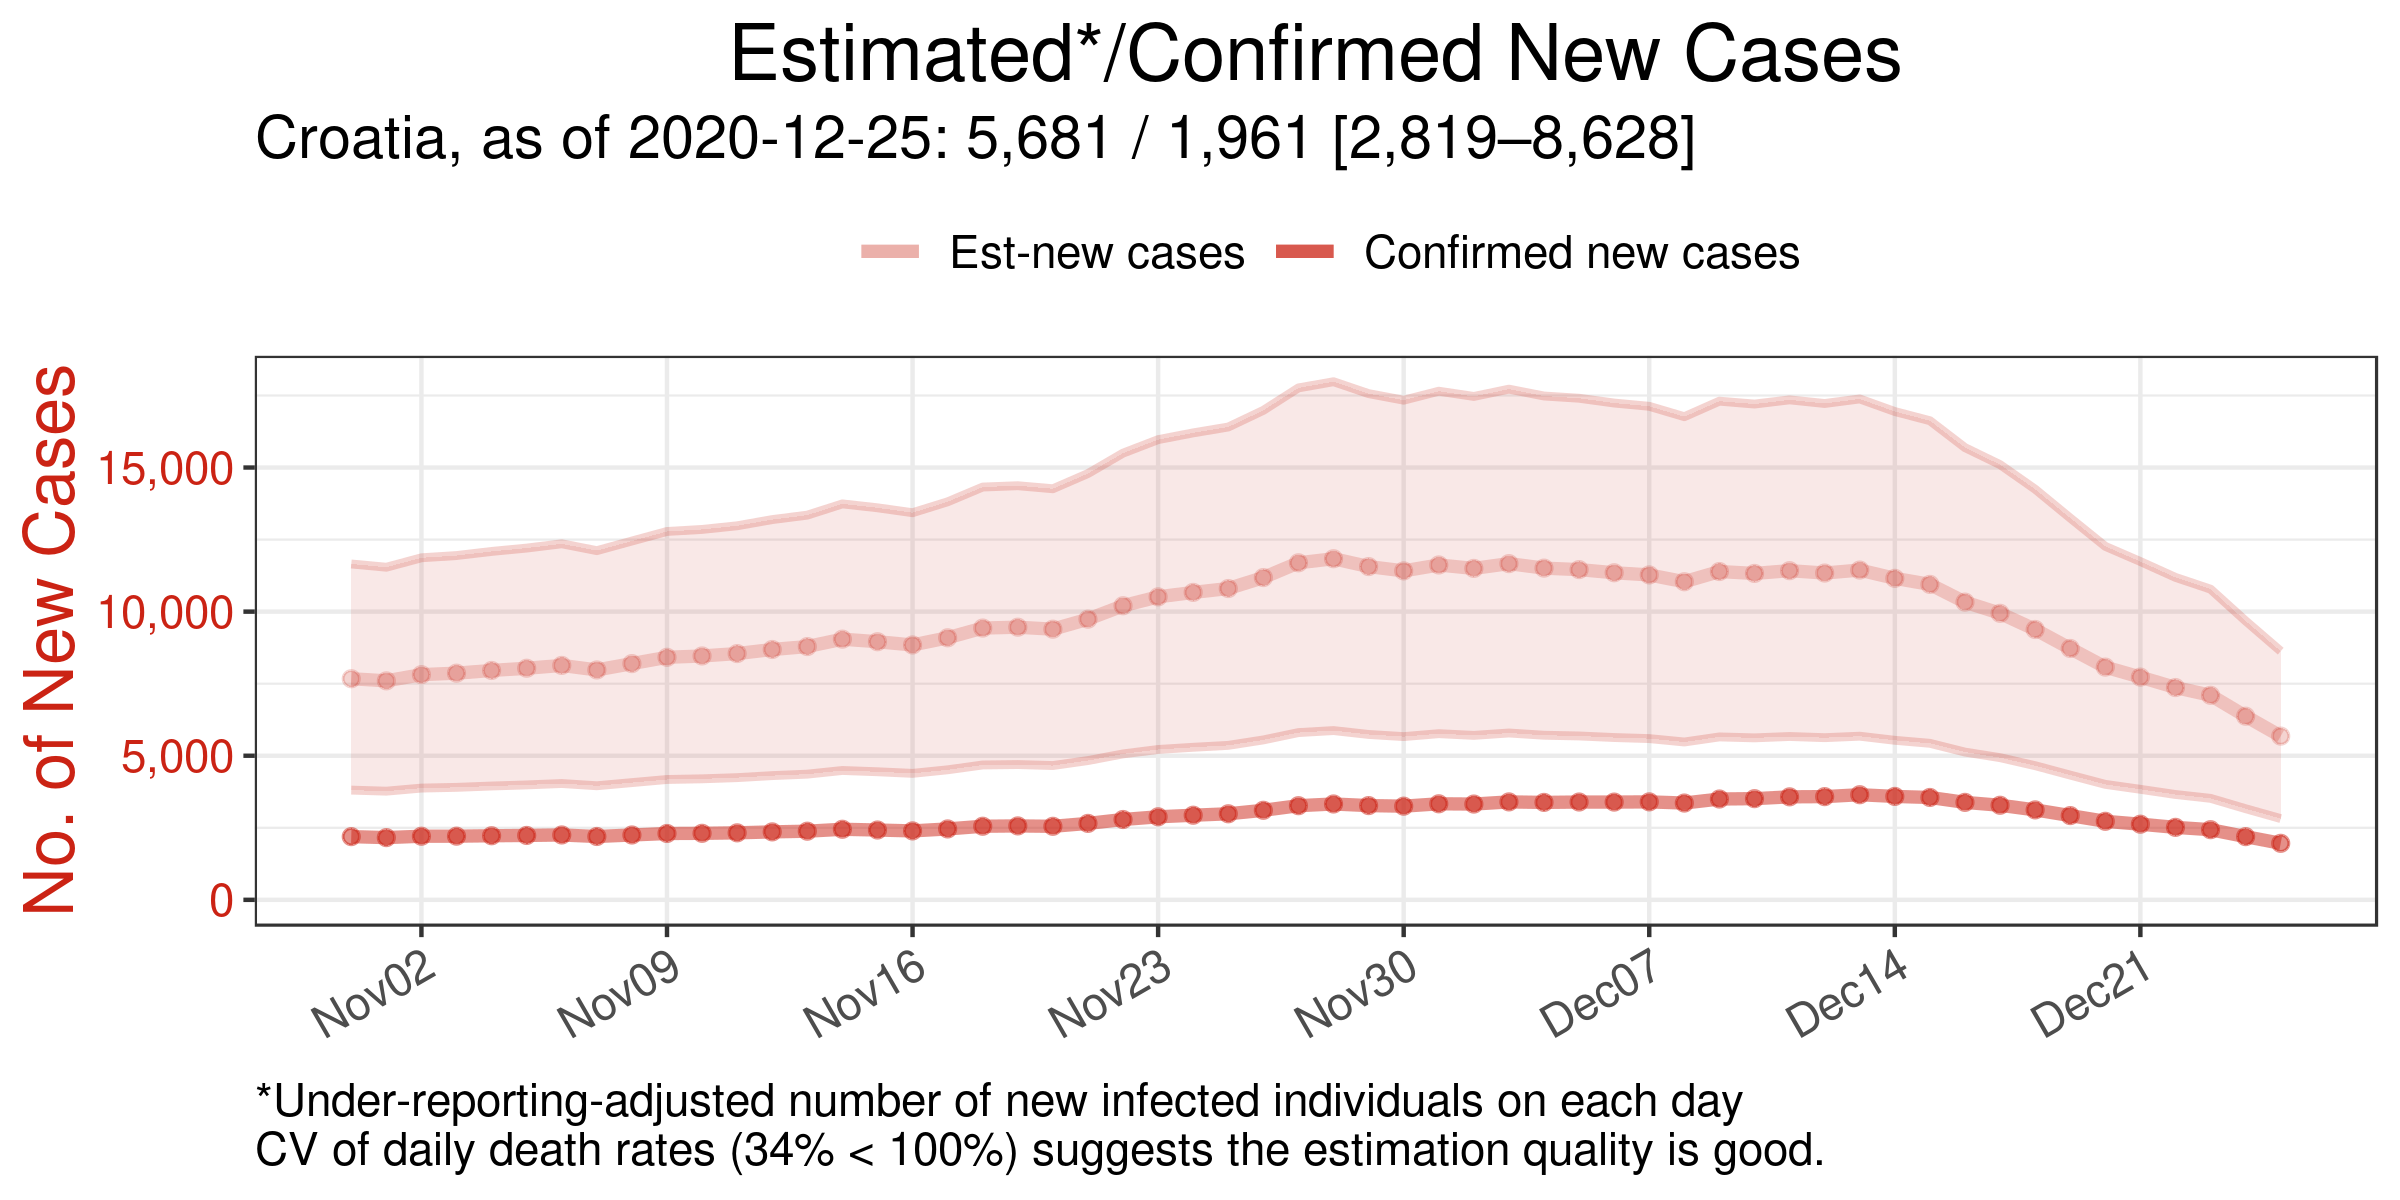 Estimated*/Confirmed New Cases
Croatia, as of 2020-12-25: 5,681 / 1,961 [2,819–8,628]
Est-new cases Confirmed new cases
No. of New Cases
15,000
10,000
5,000
0
Nov02 Nov09 Nov16 Nov23 Nov30 Dec07 Dec14 Dec21
*Under-reporting-adjusted number of new infected individuals on each day
CV of daily death rates (34% < 100%) suggests the estimation quality is good.